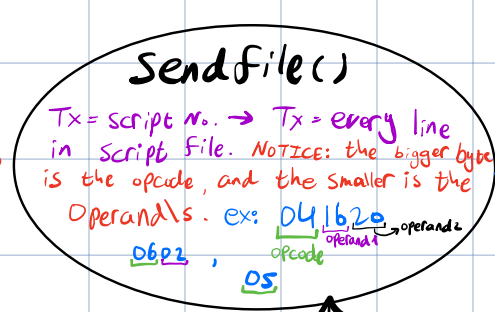 sendfile()
Tx = script No. → Tx = every line
in script file. NOTICE: the bigger byte
is the opcode, and the smaller is the
Operand\s. ex: 041620 → operand2
operand1
opcode
0602 , 05